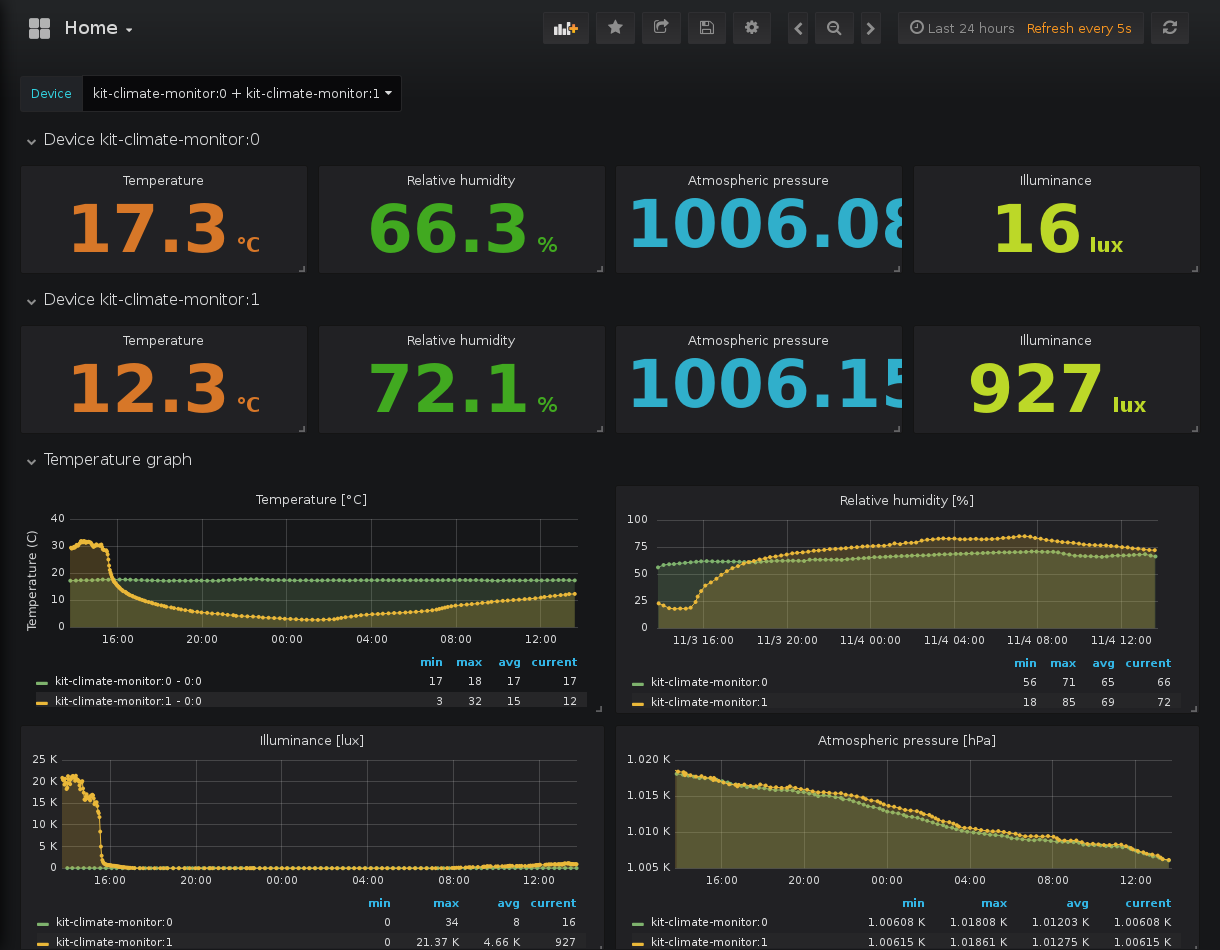 Home
Last 24 hours Refresh every 5s
Device kit-climate-monitor:0 + kit-climate-monitor:1
Device kit-climate-monitor:0
Temperature Relative humidity Atmospheric pressure Illuminance
17.3 °C 66.3 % 1006.08 16 lux
Device kit-climate-monitor:1
Temperature Relative humidity Atmospheric pressure Illuminance
12.3 °C 72.1 % 1006.15 927 lux
Temperature graph
Temperature [°C]
Temperature (C)
40
30
20
10
0
16:00 20:00 00:00 04:00 08:00 12:00
min max avg current
kit-climate-monitor:0 - 0:0 17 18 17 17
kit-climate-monitor:1 - 0:0 3 32 15 12
Relative humidity [%]
100
75
50
25
0
11/3 16:00 11/3 20:00 11/4 00:00 11/4 04:00 11/4 08:00 11/4 12:00
min max avg current
kit-climate-monitor:0 56 71 65 66
kit-climate-monitor:1 18 85 69 72
Illuminance [lux]
25 K
20 K
15 K
10 K
5 K
0
16:00 20:00 00:00 04:00 08:00 12:00
min max avg current
kit-climate-monitor:0 0 34 8 16
kit-climate-monitor:1 0 21.37 K 4.66 K 927
Atmospheric pressure [hPa]
1.020 K
1.015 K
1.010 K
1.005 K
16:00 20:00 00:00 04:00 08:00 12:00
min max avg current
kit-climate-monitor:0 1.00608 K 1.01808 K 1.01203 K 1.00608 K
kit-climate-monitor:1 1.00615 K 1.01861 K 1.01275 K 1.00615 K